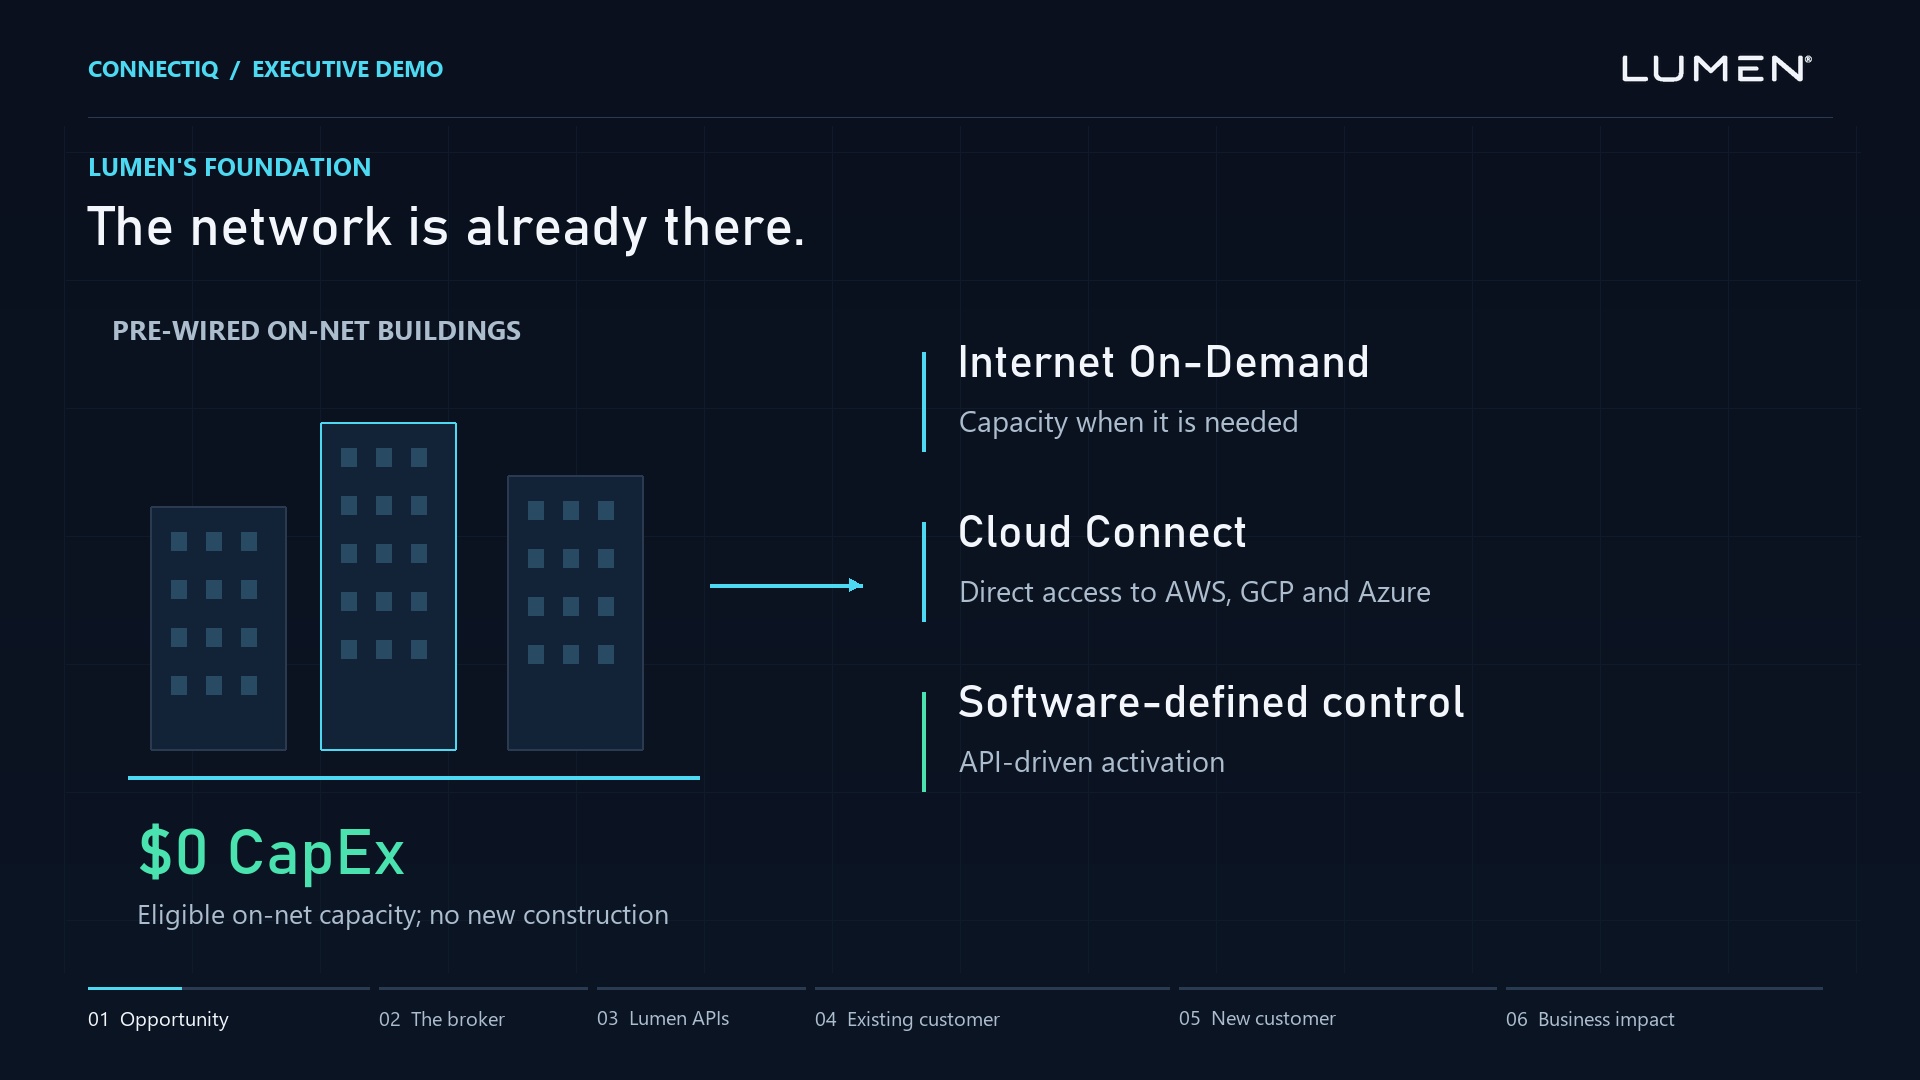 CONNECTIQ / EXECUTIVE DEMO
LUMEN®
LUMEN'S FOUNDATION
The network is already there.
PRE-WIRED ON-NET BUILDINGS
Internet On-Demand
Capacity when it is needed
Cloud Connect
Direct access to AWS, GCP and Azure
Software-defined control
API-driven activation
$0 CapEx
Eligible on-net capacity; no new construction
01 Opportunity
02 The broker
03 Lumen APIs
04 Existing customer
05 New customer
06 Business impact